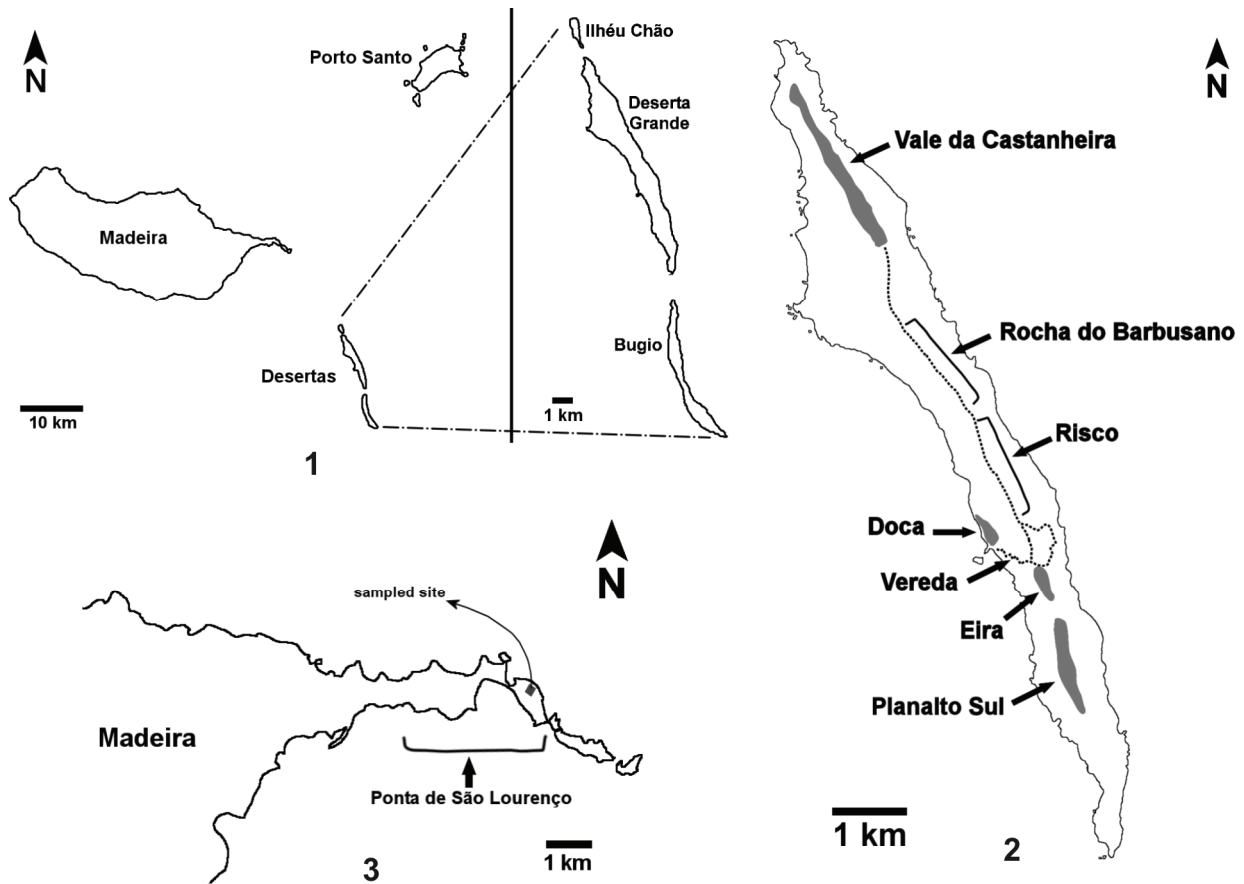 N
Porto Santo
Madeira
Desertas
10 km
Ilhéu Chão
Deserta
Grande
Bugio
1 km
1
N
Vale da Castanheira
Rocha do Barbusano
Risco
Doca
Vereda
Eira
Planalto Sul
1 km
2
N
sampled site
Madeira
Ponta de São Lourenço
1 km
3